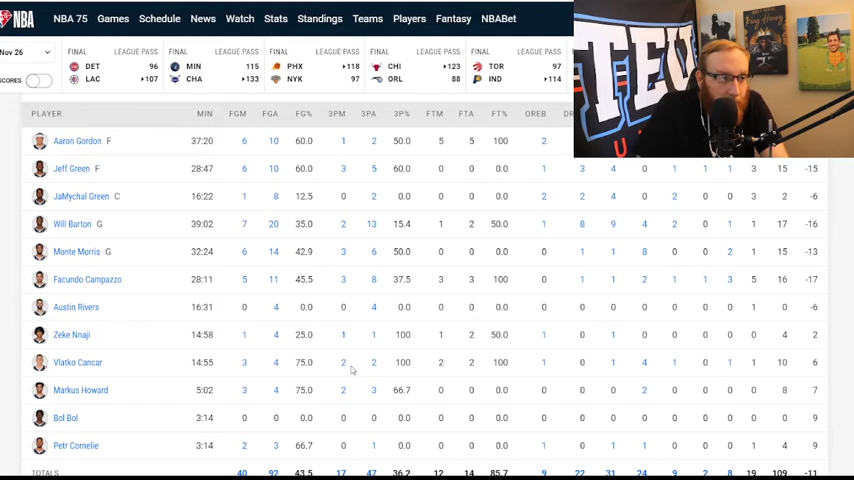 NBA NBA 75 Games Schedule News Watch Stats Standings Teams Players Fantasy NBABet
Nov 26
SCORES
FINAL LEAGUE PASS FINAL LEAGUE PASS FINAL LEAGUE PASS FINAL LEAGUE PASS FINAL
DET 96 MIN 115 PHX 118 CHI 123 TOR 97
LAC 107 CHA 133 NYK 97 ORL 88 IND 114
PLAYER MIN FGM FGA FG% 3PM 3PA 3P% FTM FTA FT% OREB
Aaron Gordon F 37:20 6 10 60.0 1 2 50.0 5 5 100 2
Jeff Green F 28:47 6 10 60.0 3 5 60.0 0 0 0.0 1 3 4 0 1 1 1 3 15 -15
JaMychal Green C 16:22 1 8 12.5 0 2 0.0 0 0 0.0 2 2 4 0 2 0 0 3 2 -6
Will Barton G 39:02 7 20 35.0 2 13 15.4 1 2 50.0 1 8 9 4 2 0 1 1 17 -16
Monte Morris G 32:24 6 14 42.9 3 6 50.0 0 0 0.0 0 1 1 8 0 0 2 1 15 -13
Facundo Campazzo 28:11 5 11 45.5 3 8 37.5 3 3 100 0 1 1 2 1 1 3 5 16 -17
Austin Rivers 16:31 0 4 0.0 0 4 0.0 0 0 0.0 0 0 0 0 0 0 0 1 0 -6
Zeke Nnaji 14:58 1 4 25.0 1 1 100 1 2 50.0 1 0 1 0 0 0 0 0 4 2
Vlatko Cancar 14:55 3 4 75.0 2 2 100 2 2 100 1 0 1 4 1 0 1 1 10 6
Markus Howard 5:02 3 4 75.0 2 3 66.7 0 0 0.0 0 0 0 2 0 0 0 0 8 7
Bol Bol 3:14 0 0 0.0 0 0 0.0 0 0 0.0 0 0 0 0 0 0 0 0 0 9
Petr Cornelie 3:14 2 3 66.7 0 1 0.0 0 0 0.0 1 0 1 1 0 0 0 1 4 9
TOTALS 40 92 43.5 17 47 36.2 12 14 85.7 9 22 31 24 9 2 8 19 109 -11